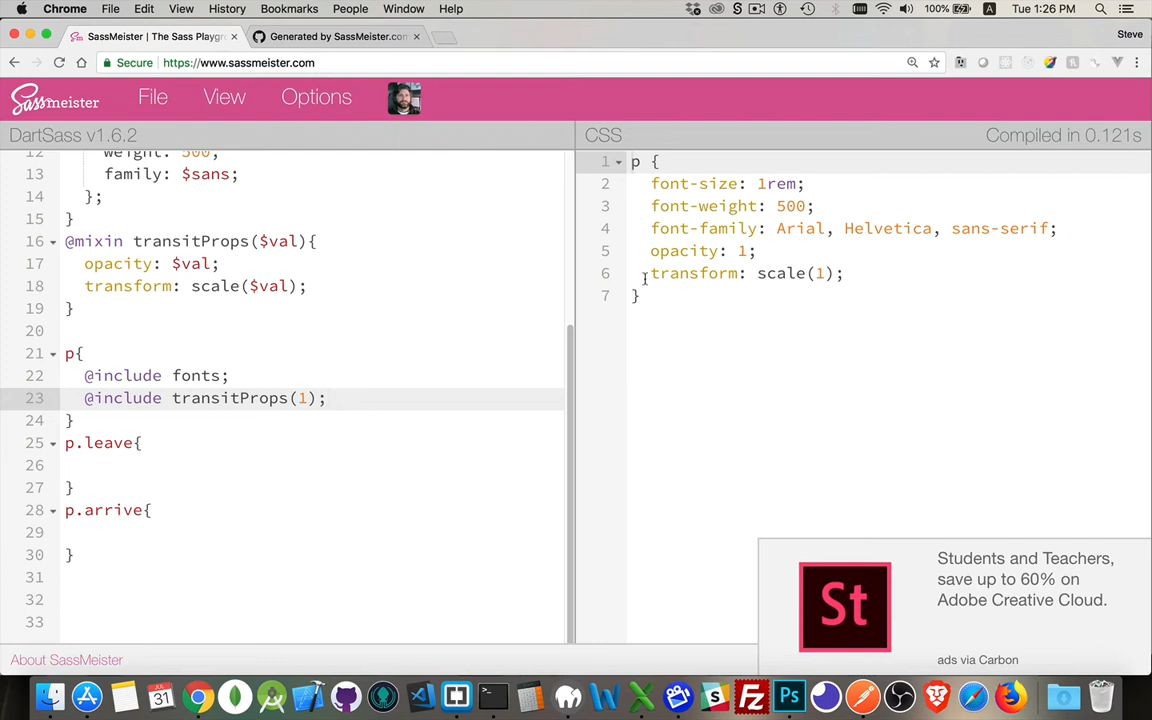 Chrome File Edit View History Bookmarks People Window Help 100% Tue 1:26 PM
SassMeister | The Sass Playgr Generated by SassMeister.com Steve
Secure https://www.sassmeister.com
Sassmeister File View Options
DartSass v1.6.2
12 weight: 500;
13 family: $sans;
14 };
15 }
16 @mixin transitProps($val){
17 opacity: $val;
18 transform: scale($val);
19 }
20
21 p{
22 @include fonts;
23 @include transitProps(1);
24 }
25 p.leave{
26
27 }
28 p.arrive{
29
30 }
31
32
33
CSS Compiled in 0.121s
1 p {
2 font-size: 1rem;
3 font-weight: 500;
4 font-family: Arial, Helvetica, sans-serif;
5 opacity: 1;
6 transform: scale(1);
7 }
St
Students and Teachers,
save up to 60% on
Adobe Creative Cloud.
ads via Carbon
About SassMeister
31
Ps